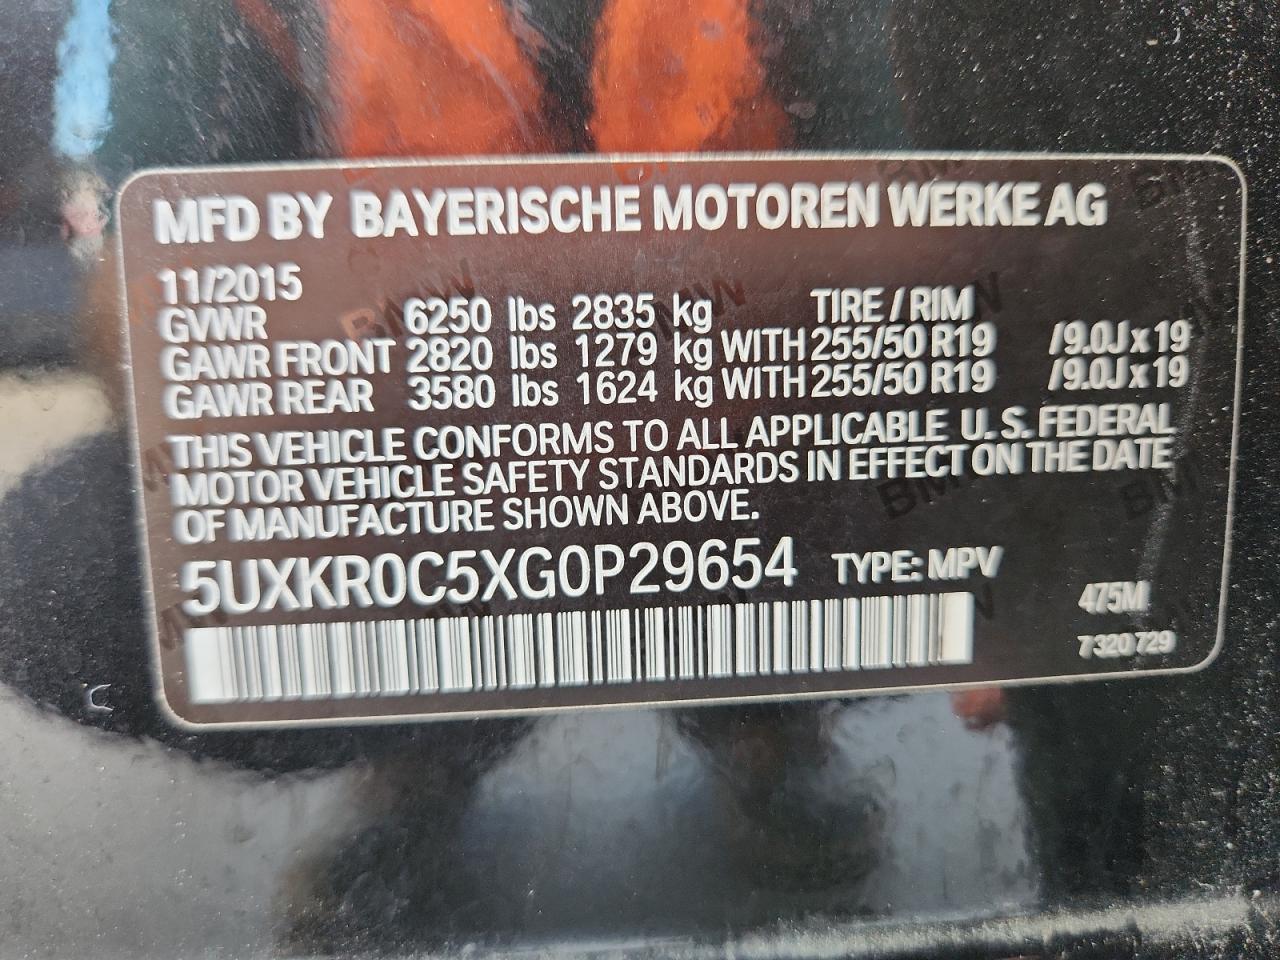 MFD BY BAYERISCHE MOTOREN WERKE AG
11/2015
GVWR 6250 lbs 2835 kg TIRE / RIM
GAWR FRONT 2820 lbs 1279 kg WITH 255/50 R19 /9.0J x 19
GAWR REAR 3580 lbs 1624 kg WITH 255/50 R19 /9.0J x 19
THIS VEHICLE CONFORMS TO ALL APPLICABLE U. S. FEDERAL
MOTOR VEHICLE SAFETY STANDARDS IN EFFECT ON THE DATE
OF MANUFACTURE SHOWN ABOVE.
5UXKR0C5XG0P29654 TYPE: MPV
475M
7 320 729